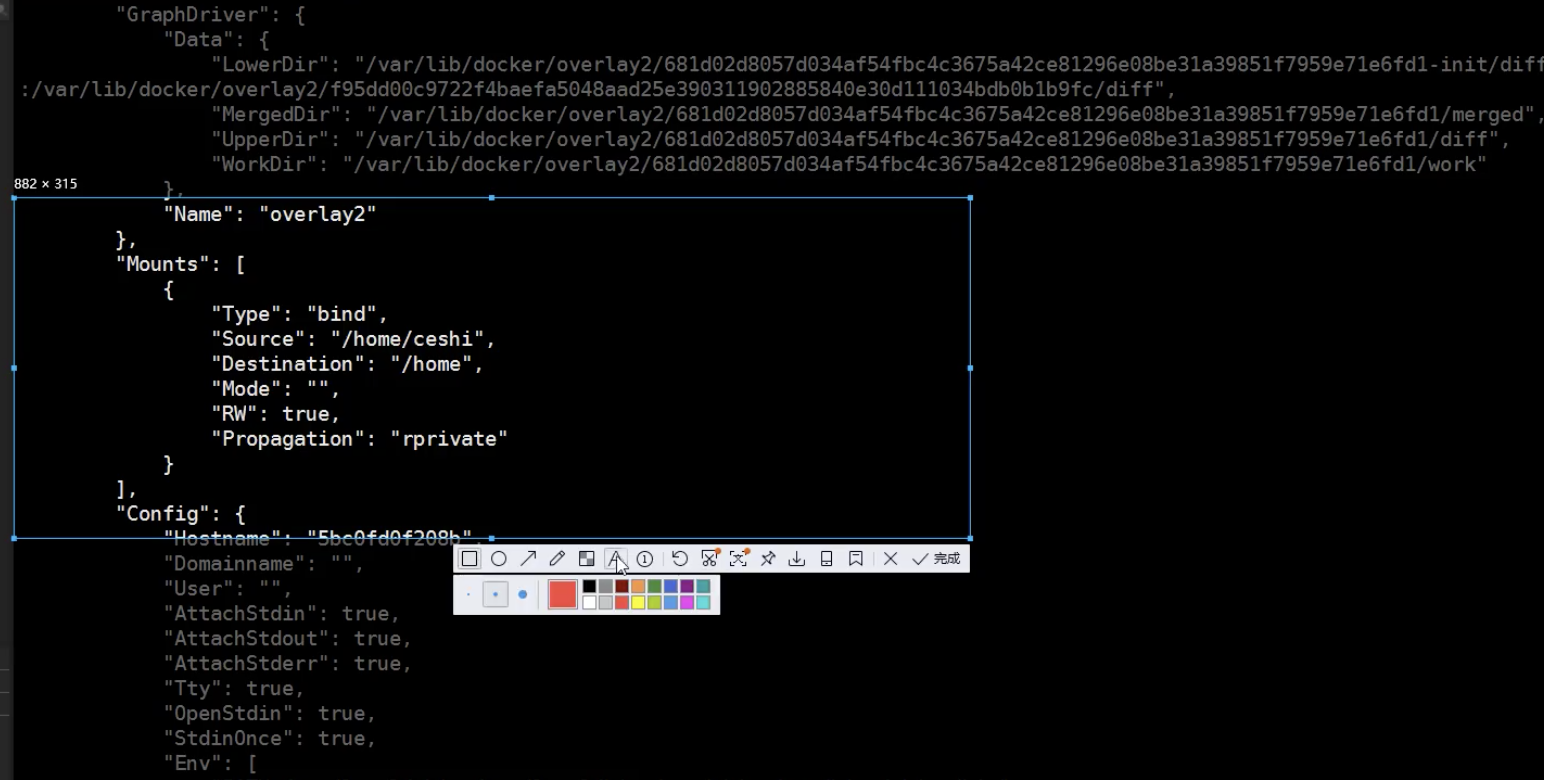 "GraphDriver": {
"Data": {
"LowerDir": "/var/lib/docker/overlay2/681d02d8057d034af54fbc4c3675a42ce81296e08be31a39851f7959e71e6fd1-init/diff
:/var/lib/docker/overlay2/f95dd00c9722f4baefa5048aad25e390311902885840e30d111034bdb0b1b9fc/diff",
"MergedDir": "/var/lib/docker/overlay2/681d02d8057d034af54fbc4c3675a42ce81296e08be31a39851f7959e71e6fd1/merged",
"UpperDir": "/var/lib/docker/overlay2/681d02d8057d034af54fbc4c3675a42ce81296e08be31a39851f7959e71e6fd1/diff",
"WorkDir": "/var/lib/docker/overlay2/681d02d8057d034af54fbc4c3675a42ce81296e08be31a39851f7959e71e6fd1/work"
882 × 315
},
"Name": "overlay2"
},
"Mounts": [
{
"Type": "bind",
"Source": "/home/ceshi",
"Destination": "/home",
"Mode": "",
"RW": true,
"Propagation": "rprivate"
}
],
"Config": {
"Hostname": "5bc0fd0f208b",
"Domainname": "",
"User": "",
"AttachStdin": true,
"AttachStdout": true,
"AttachStderr": true,
"Tty": true,
"OpenStdin": true,
"StdinOnce": true,
"Env": [
完成